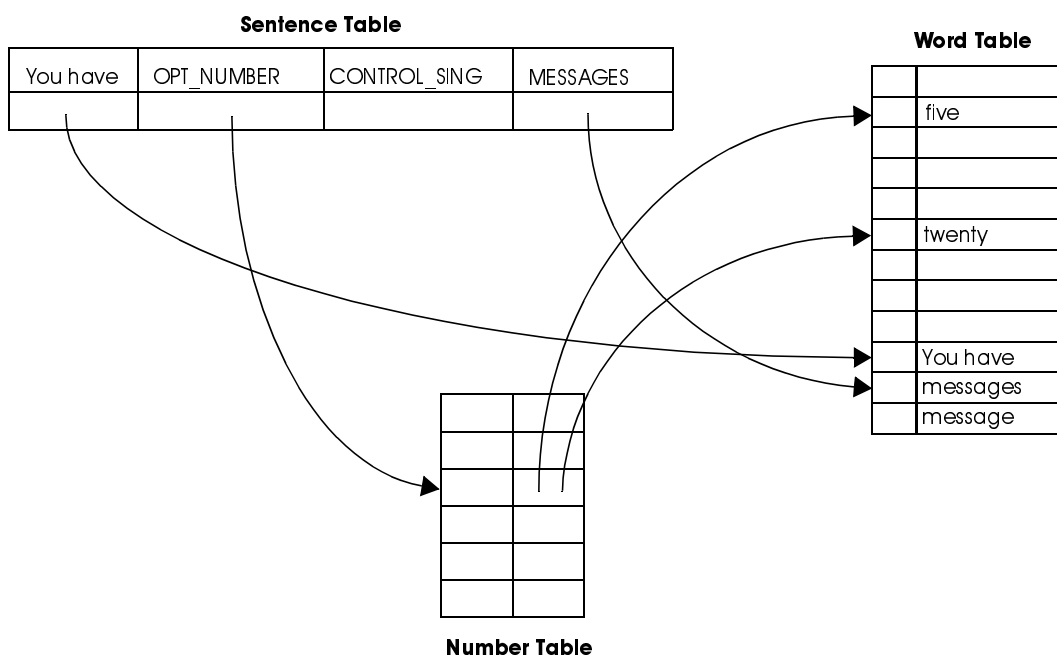 Sentence Table
You have OPT_NUMBER CONTROL_SING MESSAGES
Word Table
five
twenty
You have
messages
message
Number Table